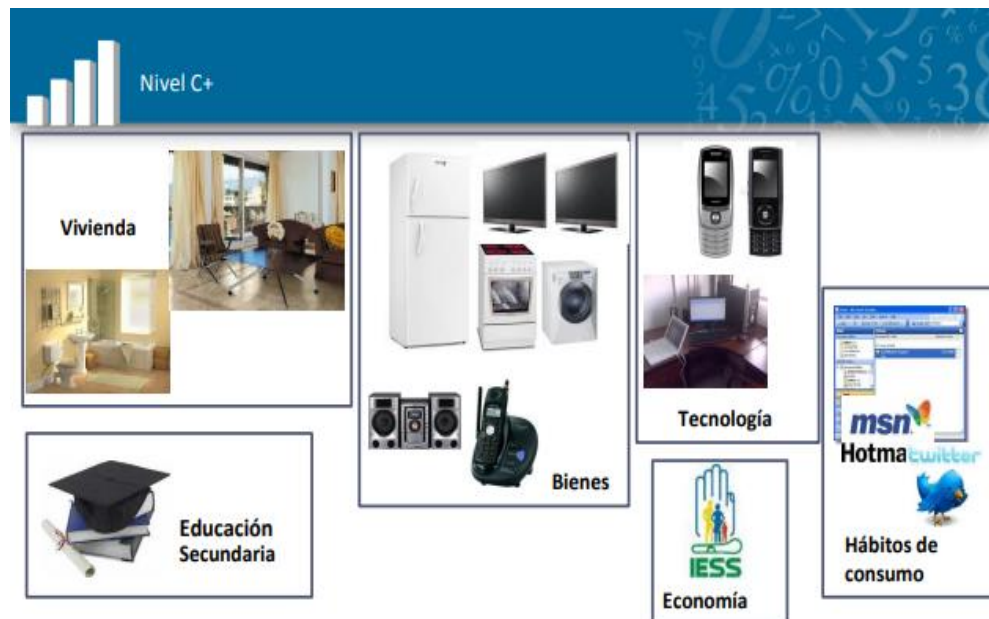 Nivel C+
Vivienda
Bienes
Tecnología
msn
Hotma
twitter
Hábitos de
consumo
Educación
Secundaria
IESS
Economía